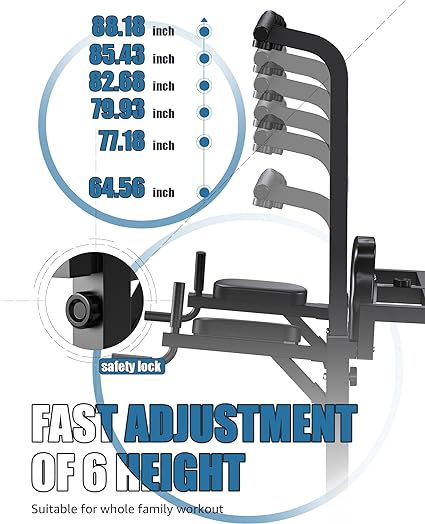 88.18 inch
85.43 inch
82.68 inch
79.93 inch
77.18 inch
64.56 inch
safety lock
FAST ADJUSTMENT
OF 6 HEIGHT
Suitable for whole family workout